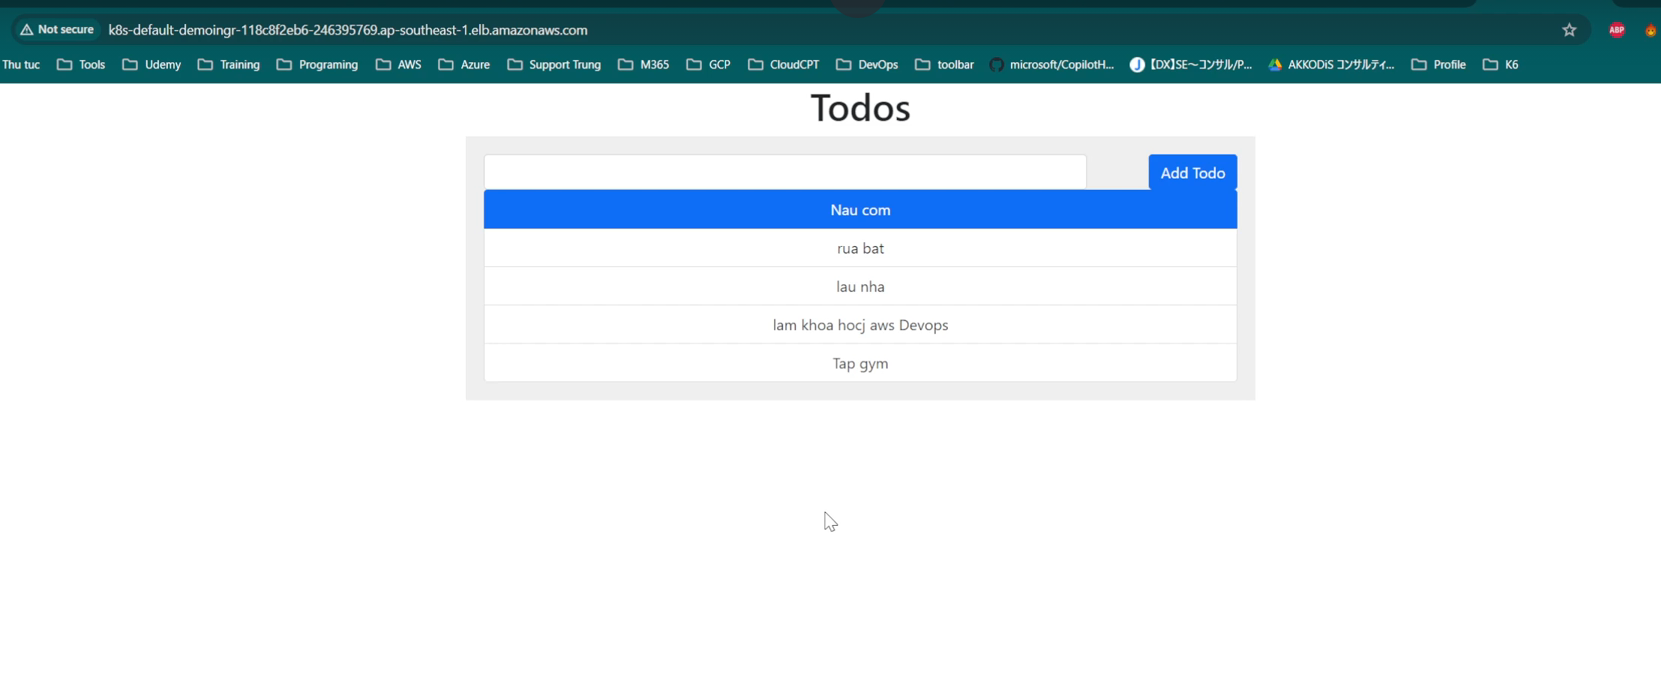 Not secure k8s-default-demoingr-118c8f2eb6-246395769.ap-southeast-1.elb.amazonaws.com ABP
Thu tuc Tools Udemy Training Programing AWS Azure Support Trung M365 GCP CloudCPT DevOps toolbar microsoft/CopilotH... 【DX】SE～コンサル/P... AKKODiS コンサルティ... Profile K6
Todos
Add Todo
Nau com
rua bat
lau nha
lam khoa hocj aws Devops
Tap gym